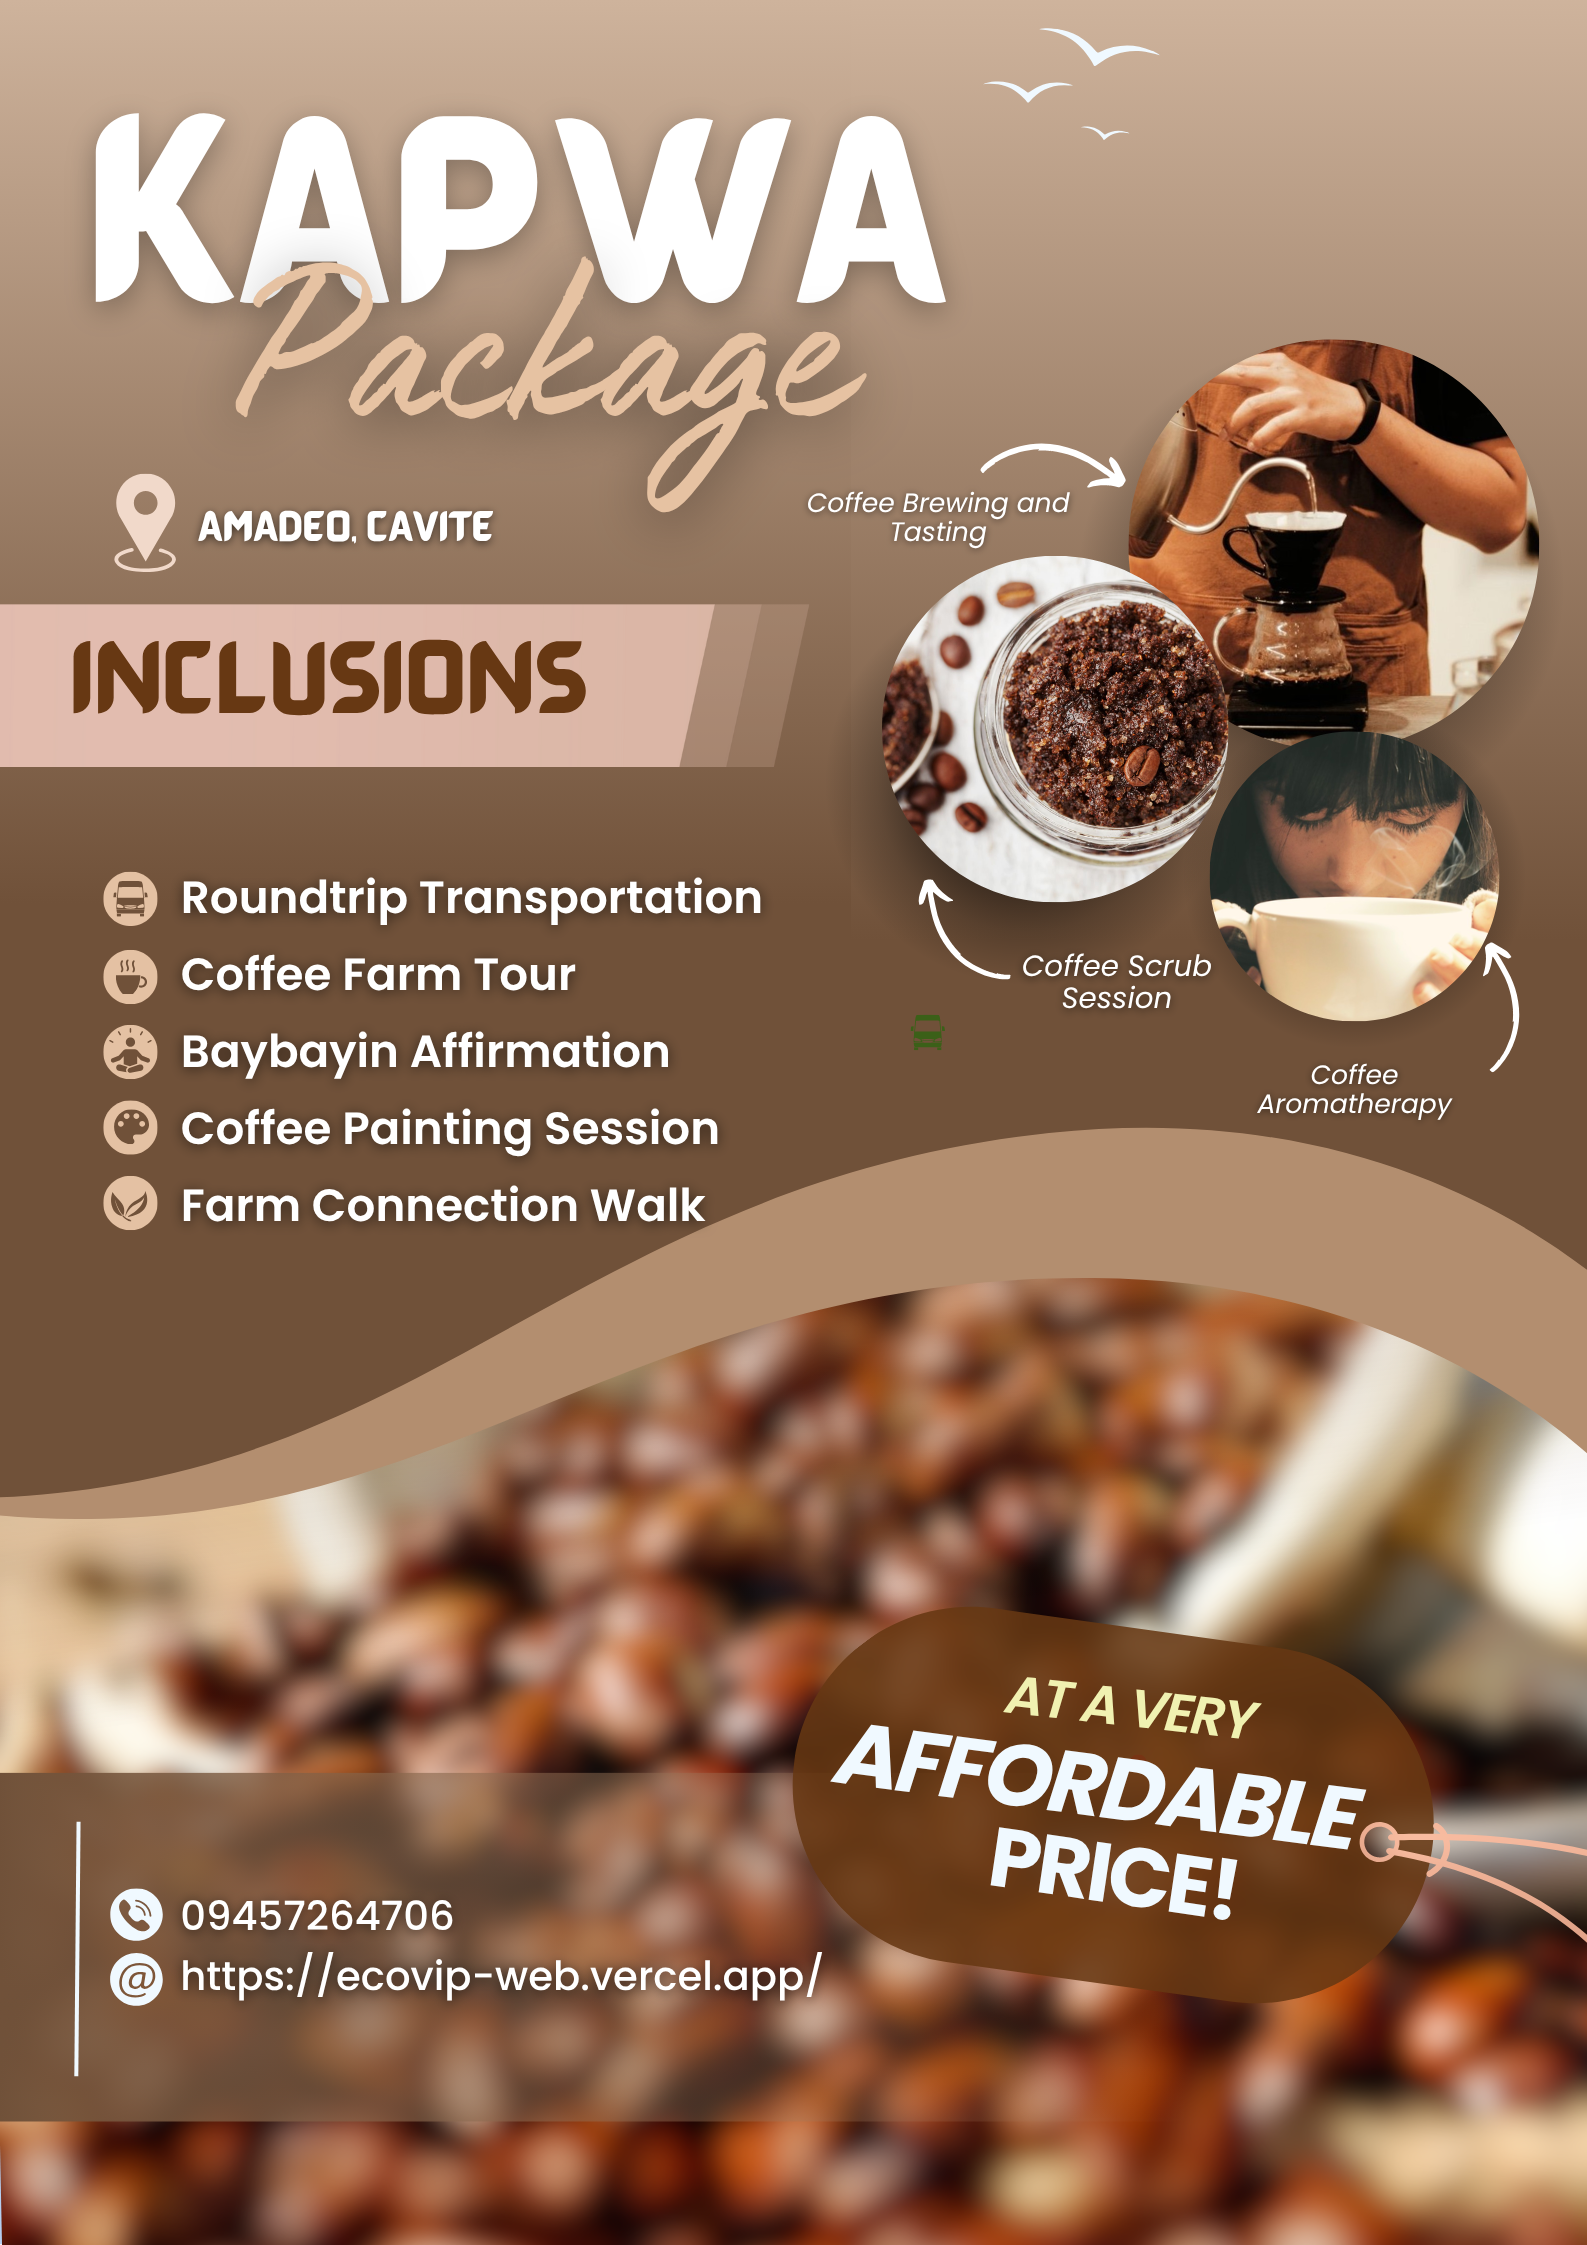 KAPWA
Package
AMADEO, CAVITE
INCLUSIONS
Coffee Brewing and
Tasting
Coffee Scrub
Session
Coffee
Aromatherapy
Roundtrip Transportation
Coffee Farm Tour
Baybayin Affirmation
Coffee Painting Session
Farm Connection Walk
AT A VERY
AFFORDABLE
PRICE!
09457264706
https://ecovip-web.vercel.app/